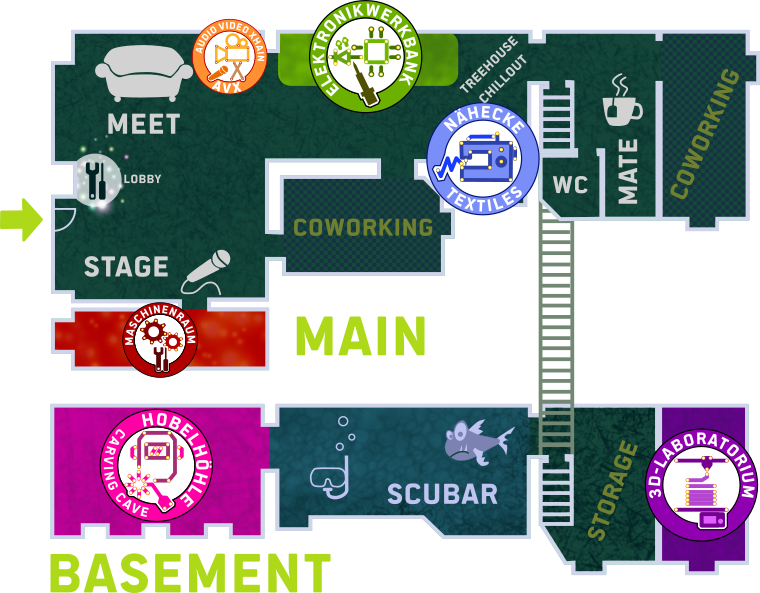 AUDIO VIDEO XHAIN
AVX
ELEKTRONIKWERKBANK
TREEHOUSE
CHILLOUT
MEET
NÄHECKE
TEXTILES
LOBBY
WC
MATE
COWORKING
COWORKING
STAGE
MASCHINENRAUM
MAIN
HOBELHÖHLE
CARVING CAVE
SCUBAR
STORAGE
3D-LABORATORIUM
BASEMENT